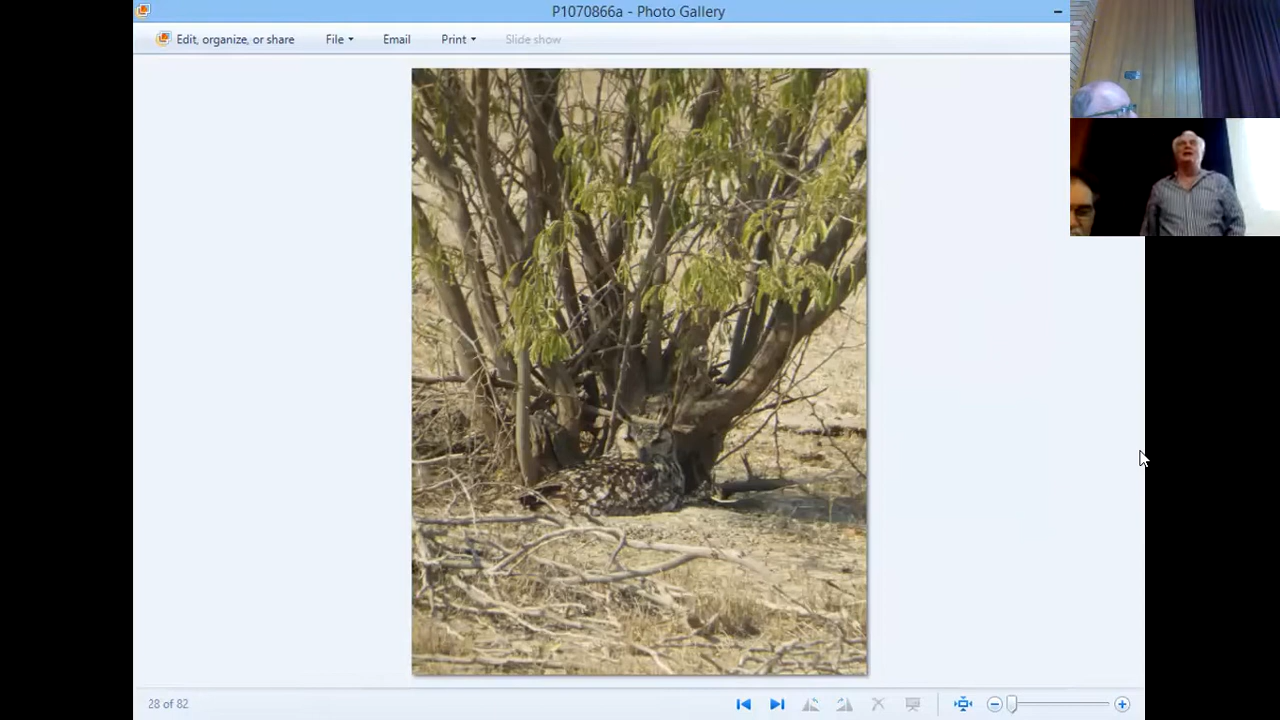 P1070866a - Photo Gallery
Edit, organize, or share File Email Print Slide show
28 of 82